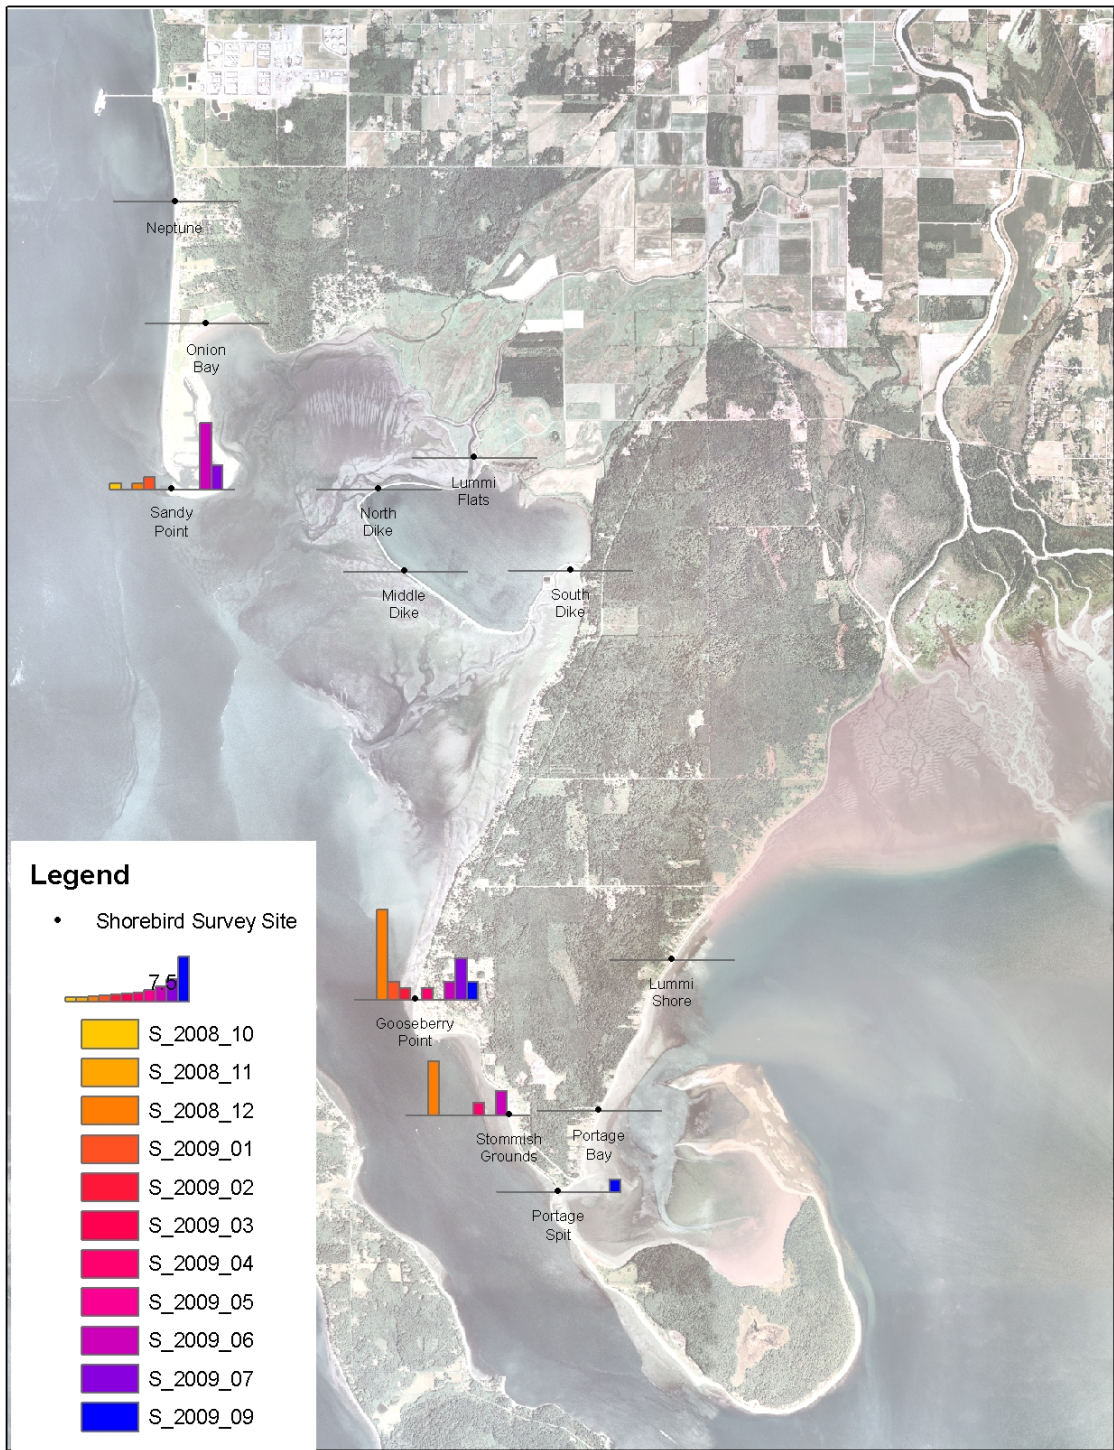 Neptune
Onion
Bay
Lummi
Flats
Sandy
Point
North
Dike
Middle
Dike
South
Dike
Legend
Shorebird Survey Site
7.5
S_2008_10
S_2008_11
S_2008_12
S_2009_01
S_2009_02
S_2009_03
S_2009_04
S_2009_05
S_2009_06
S_2009_07
S_2009_09
Lummi
Shore
Gooseberry
Point
Stommish
Grounds
Portage
Bay
Portage
Spit